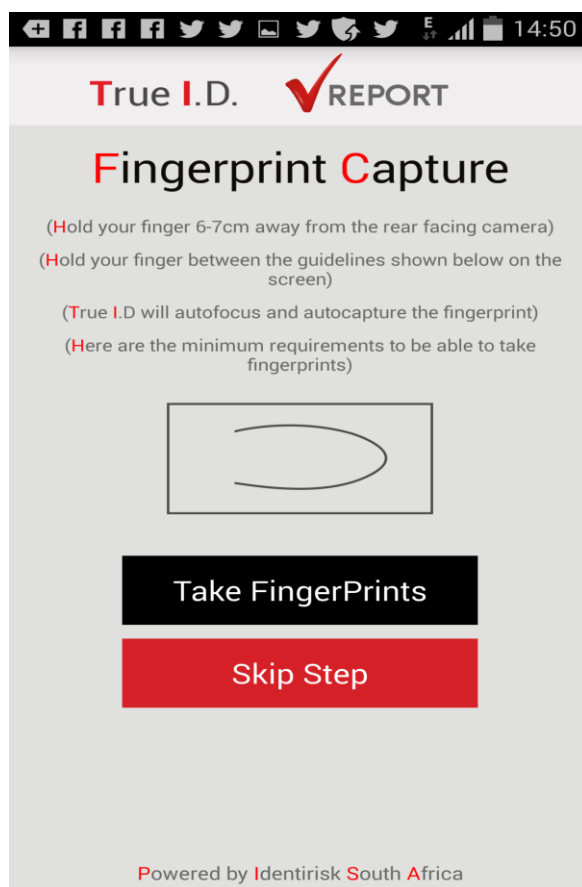 E 14:50
True I.D. REPORT
Fingerprint Capture
(Hold your finger 6-7cm away from the rear facing camera)
(Hold your finger between the guidelines shown below on the
screen)
(True I.D will autofocus and autocapture the fingerprint)
(Here are the minimum requirements to be able to take
fingerprints)
Take FingerPrints
Skip Step
Powered by Identirisk South Africa